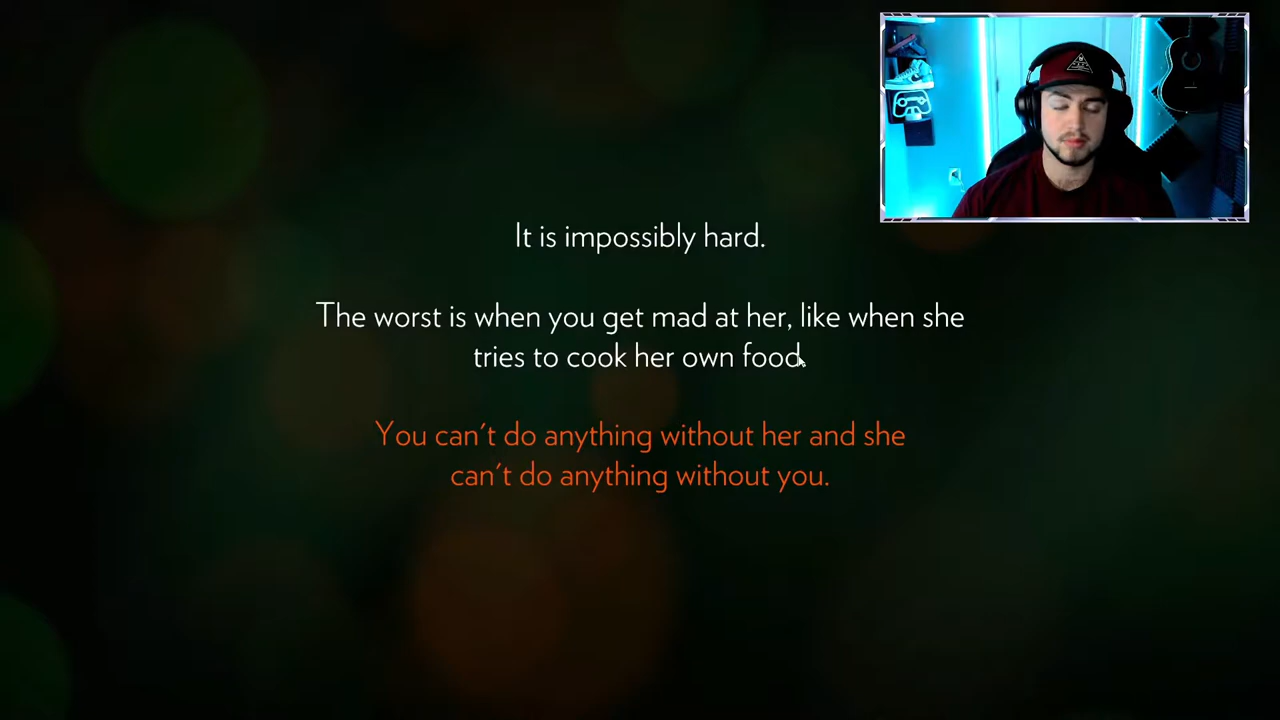 It is impossibly hard.
The worst is when you get mad at her, like when she
tries to cook her own food.
You can't do anything without her and she
can't do anything without you.